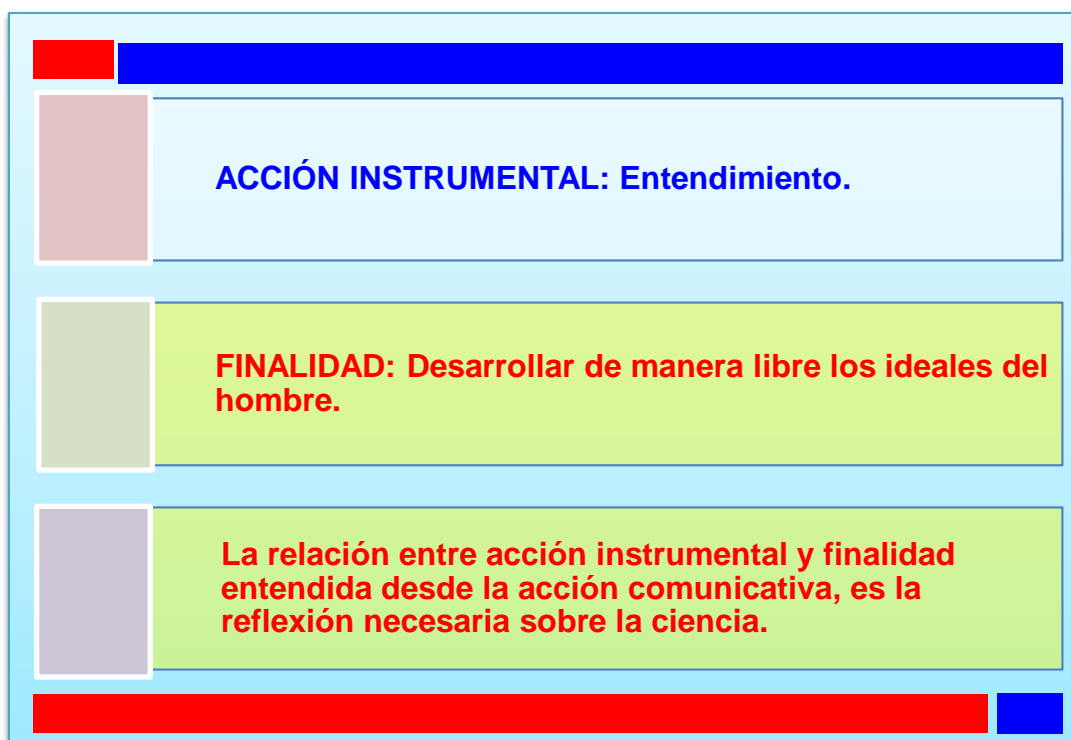 ACCIÓN INSTRUMENTAL: Entendimiento.
FINALIDAD: Desarrollar de manera libre los ideales del
hombre.
La relación entre acción instrumental y finalidad
entendida desde la acción comunicativa, es la
reflexión necesaria sobre la ciencia.